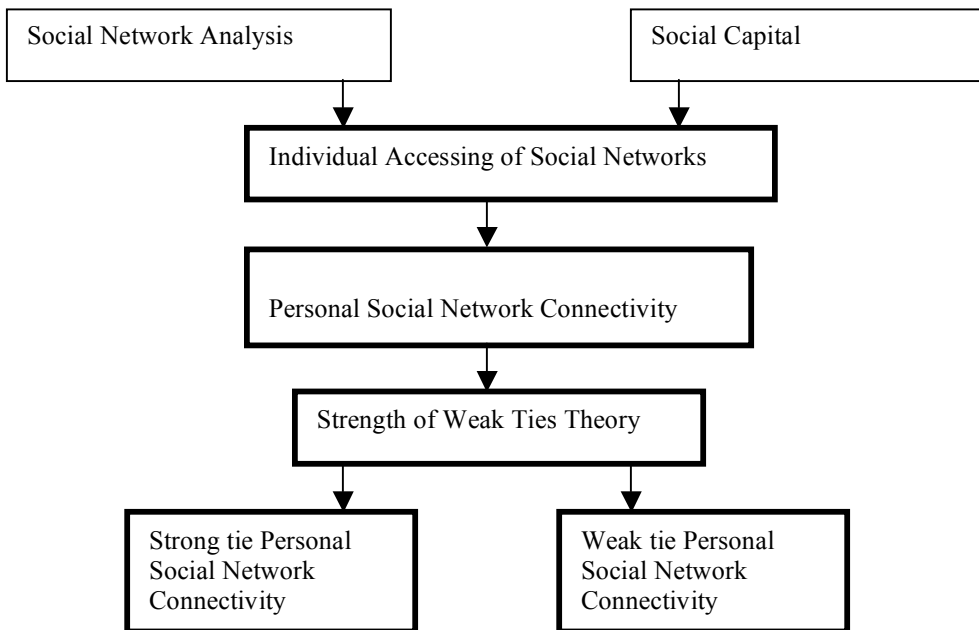 Social Network Analysis
Social Capital
Individual Accessing of Social Networks
Personal Social Network Connectivity
Strength of Weak Ties Theory
Strong tie Personal
Social Network
Connectivity
Weak tie Personal
Social Network
Connectivity